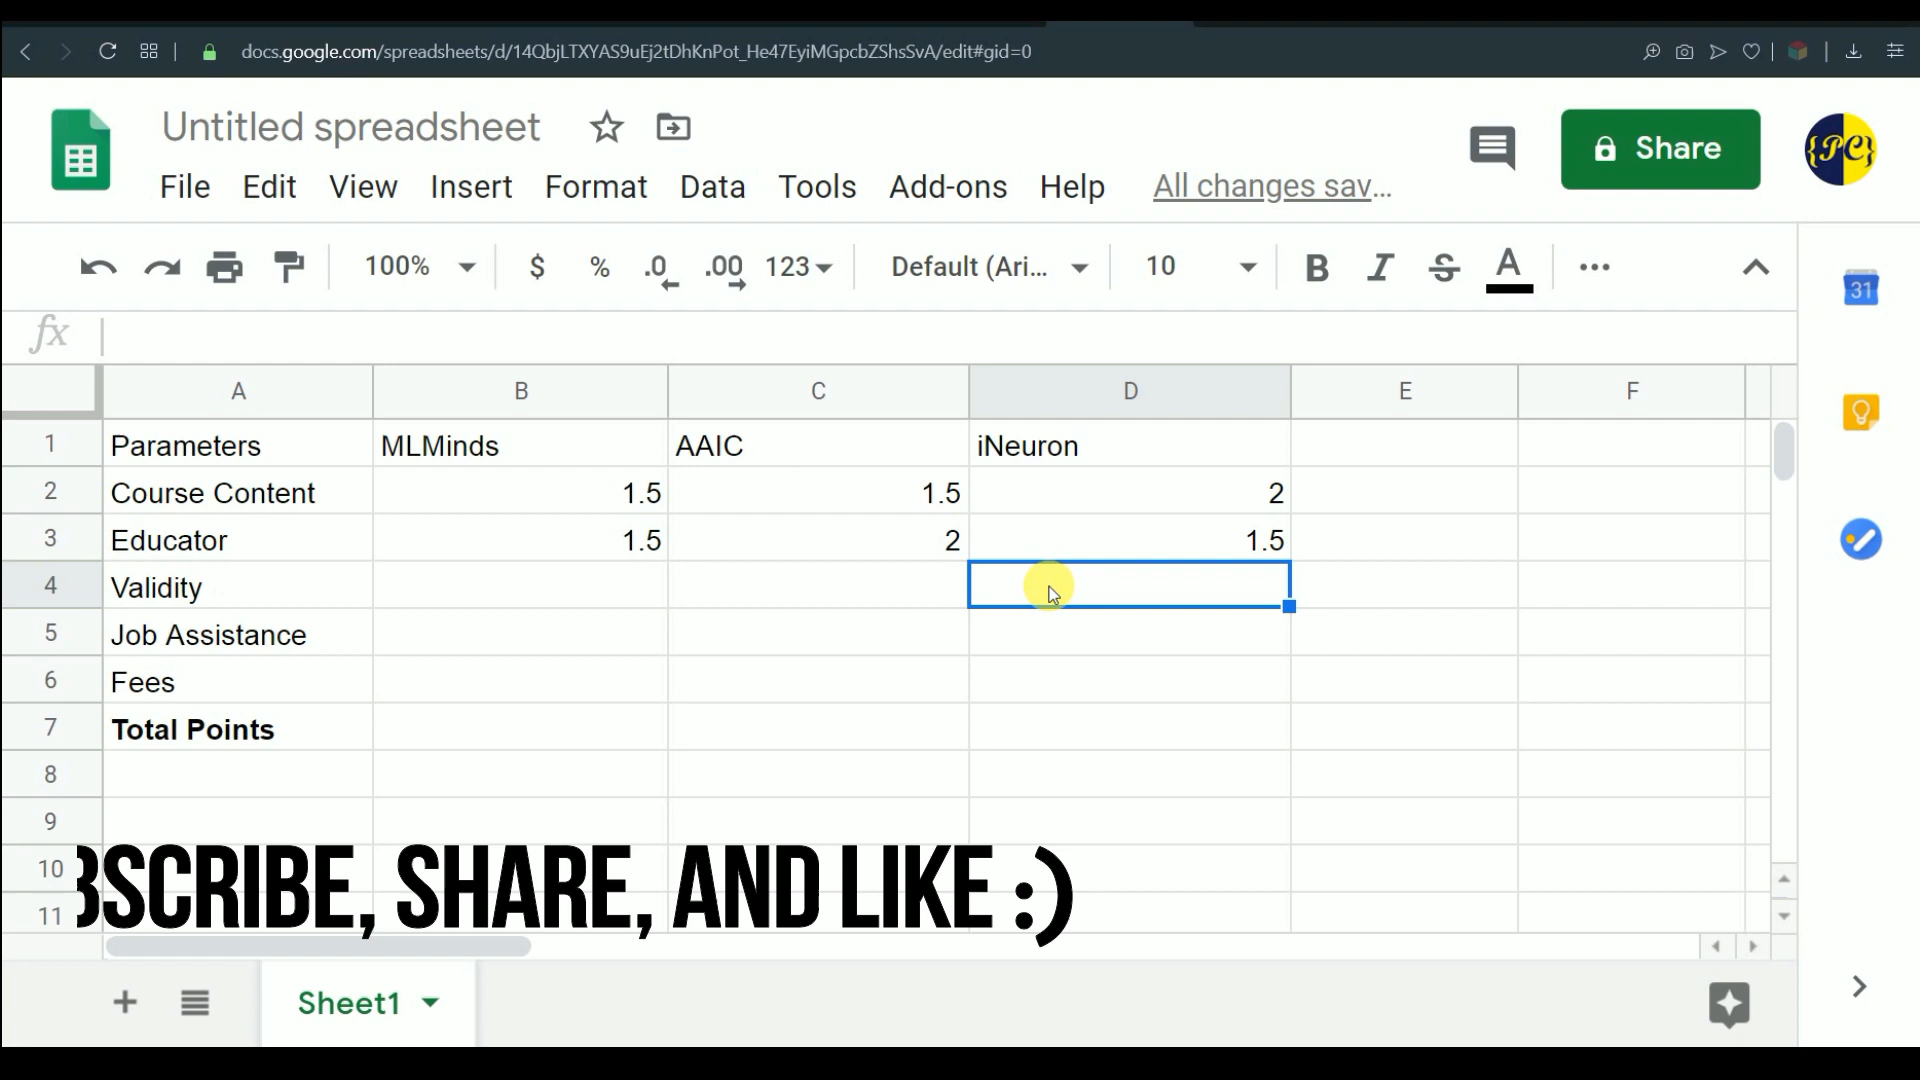 docs.google.com/spreadsheets/d/14QbjLTXYAS9uEj2tDhKnPot_He47EyiMGpcbZShsSvA/edit#gid=0
Untitled spreadsheet
File Edit View Insert Format Data Tools Add-ons Help All changes sav...
Share
{PC}
100% $ % .0 .00 123 Default (Ari... 10 B I S A
31
fx
A B C D E F
1 Parameters MLMinds AAIC iNeuron
2 Course Content 1.5 1.5 2
3 Educator 1.5 2 1.5
4 Validity
5 Job Assistance
6 Fees
7 Total Points
8
9
10
11
BSCRIBE, SHARE, AND LIKE :)
Sheet1